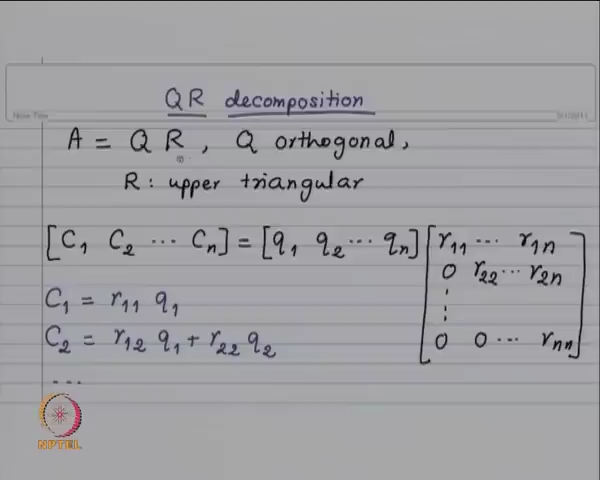 QR decomposition
A = Q R, Q orthogonal,
R: upper triangular
[C₁ C₂ ⋯ Cₙ] = [q₁ q₂ ⋯ qₙ] [r₁₁ ⋯ r₁ₙ
0 r₂₂ ⋯ r₂ₙ
⋮
0 0 ⋯ rₙₙ]
C₁ = r₁₁ q₁
C₂ = r₁₂ q₁ + r₂₂ q₂
...
NPTEL